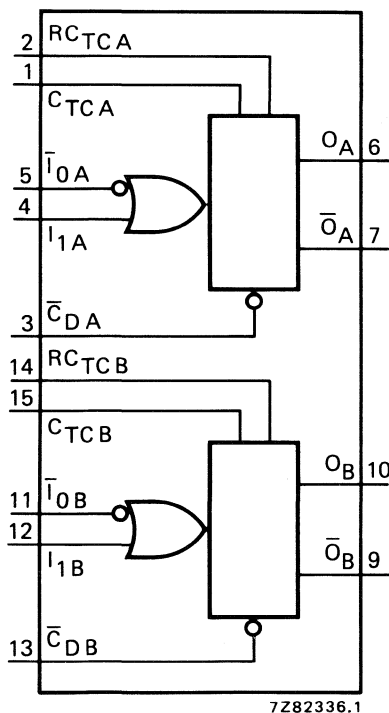 2 RC_TCA
1
C_TCA
O_A 6
5 Ī_0A
4
I_1A
Ō_A 7
3 C̄_DA
14 RC_TCB
15
C_TCB
O_B 10
11 Ī_0B
12
I_1B
Ō_B 9
13 C̄_DB
7Z82336.1